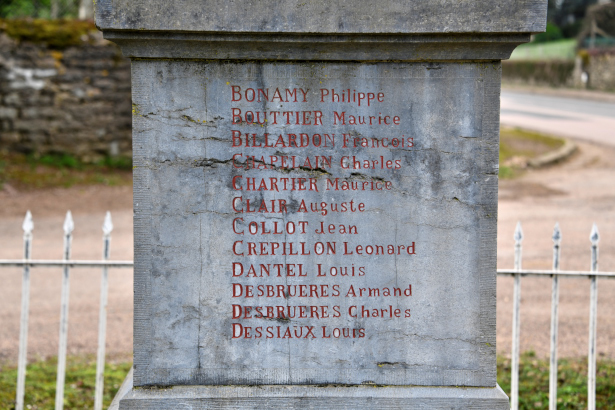 BONAMY Philippe
BOUTTIER Maurice
BILLARDON François
CHAPELAIN Charles
CHARTIER Maurice
CLAIR Auguste
COLLOT Jean
CREPILLON Leonard
DANTEL Louis
DESBRUERES Armand
DESBRUERES Charles
DESSIAUX Louis